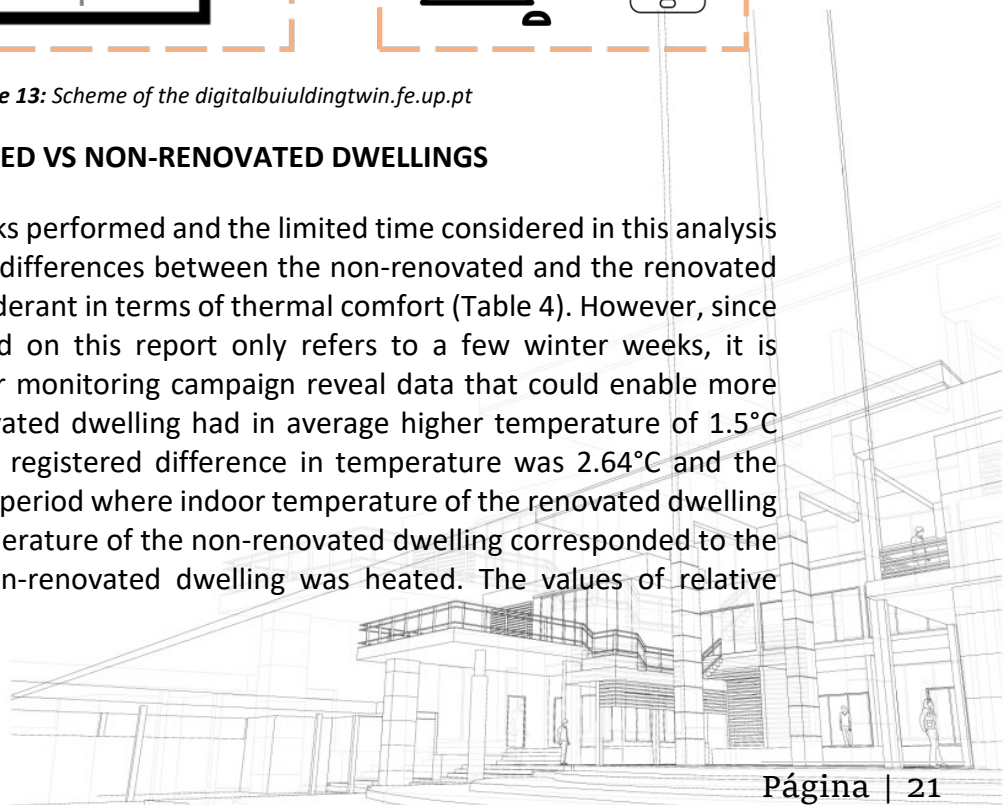 e 13: Scheme of the digitalbuiuldingtwin.fe.up.pt
ED VS NON-RENOVATED DWELLINGS
ks performed and the limited time considered in this analysis
differences between the non-renovated and the renovated
derant in terms of thermal comfort (Table 4). However, since
d on this report only refers to a few winter weeks, it is
r monitoring campaign reveal data that could enable more
vated dwelling had in average higher temperature of 1.5°C
registered difference in temperature was 2.64°C and the
period where indoor temperature of the renovated dwelling
erature of the non-renovated dwelling corresponded to the
n-renovated dwelling was heated. The values of relative
Página | 21